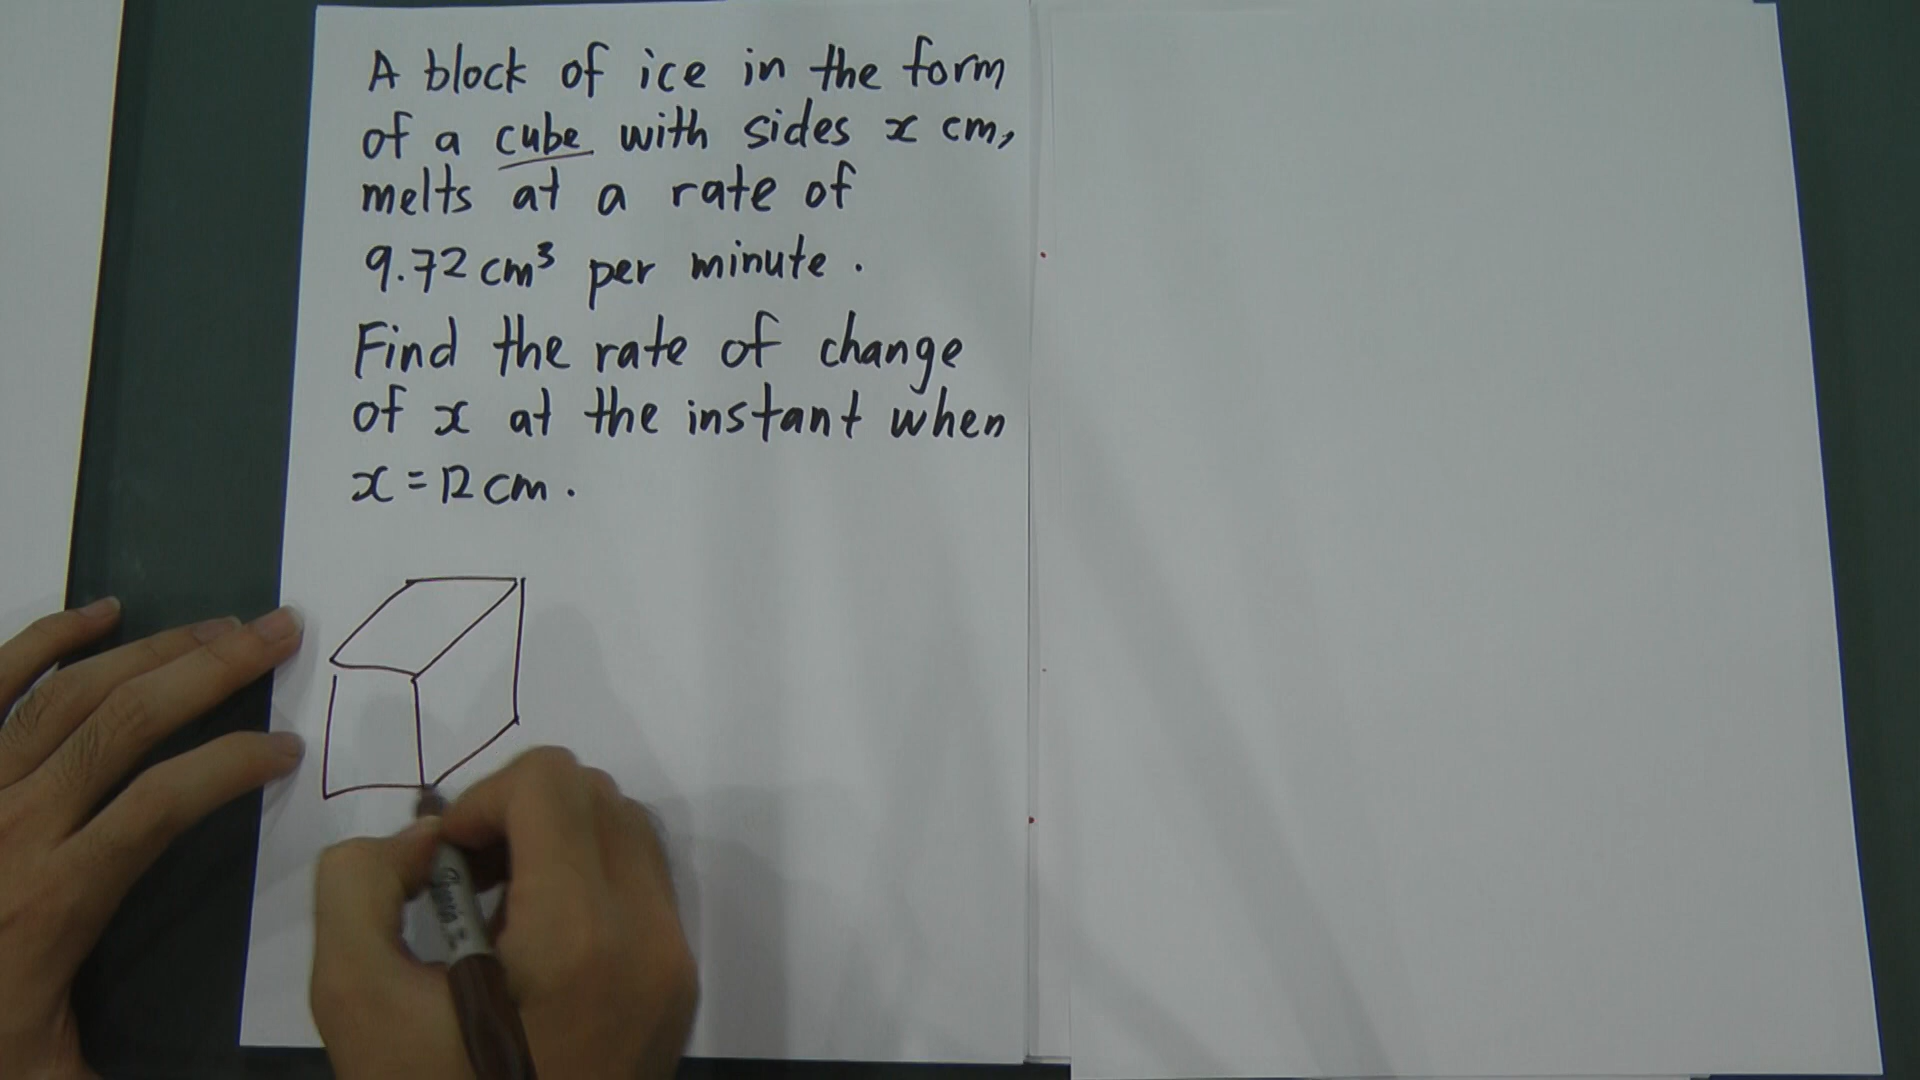 A block of ice in the form
of a cube with sides x cm,
melts at a rate of
9.72 cm³ per minute.
Find the rate of change
of x at the instant when
x = 12 cm.
Sharpie